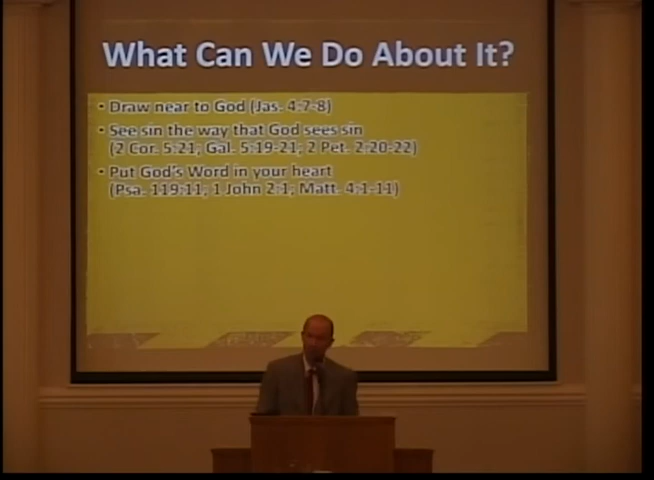 What Can We Do About It?
• Draw near to God (Jas. 4:7-8)
• See sin the way that God sees sin
(2 Cor. 5:21; Gal. 5:19-21; 2 Pet. 2:20-22)
• Put God's Word in your heart
(Psa. 119:11; 1 John 2:1; Matt. 4:1-11)